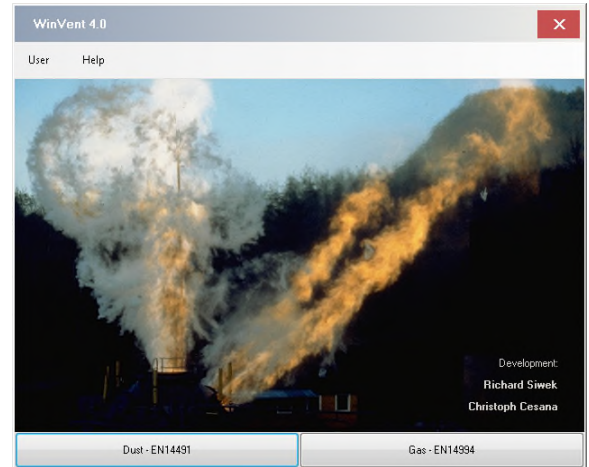 WinVent 4.0
User Help
Development:
Richard Siwek
Christoph Cesana
Dust - EN14491 Gas - EN14994